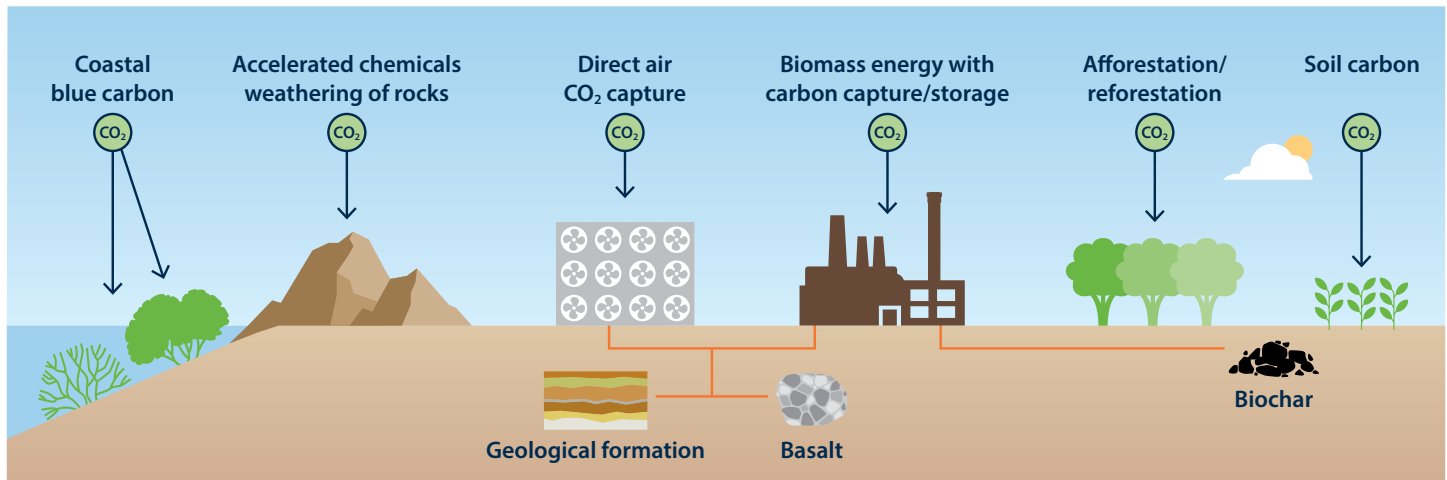 Coastal
blue carbon
Accelerated chemicals
weathering of rocks
Direct air
CO₂ capture
Biomass energy with
carbon capture/storage
Afforestation/
reforestation
Soil carbon
CO₂
CO₂
CO₂
CO₂
CO₂
CO₂
Geological formation
Basalt
Biochar